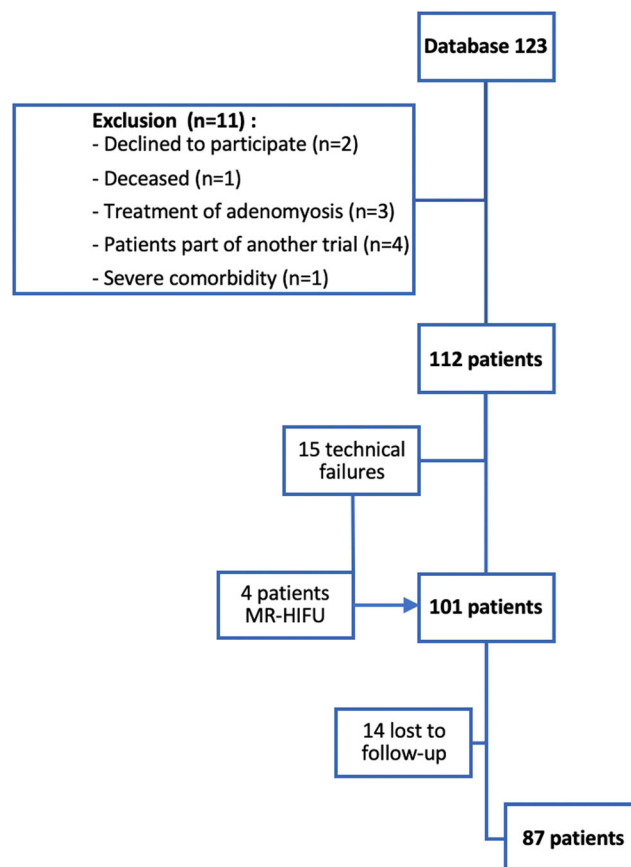 Database 123
Exclusion (n=11) :
- Declined to participate (n=2)
- Deceased (n=1)
- Treatment of adenomyosis (n=3)
- Patients part of another trial (n=4)
- Severe comorbidity (n=1)
112 patients
15 technical
failures
4 patients
MR-HIFU
101 patients
14 lost to
follow-up
87 patients